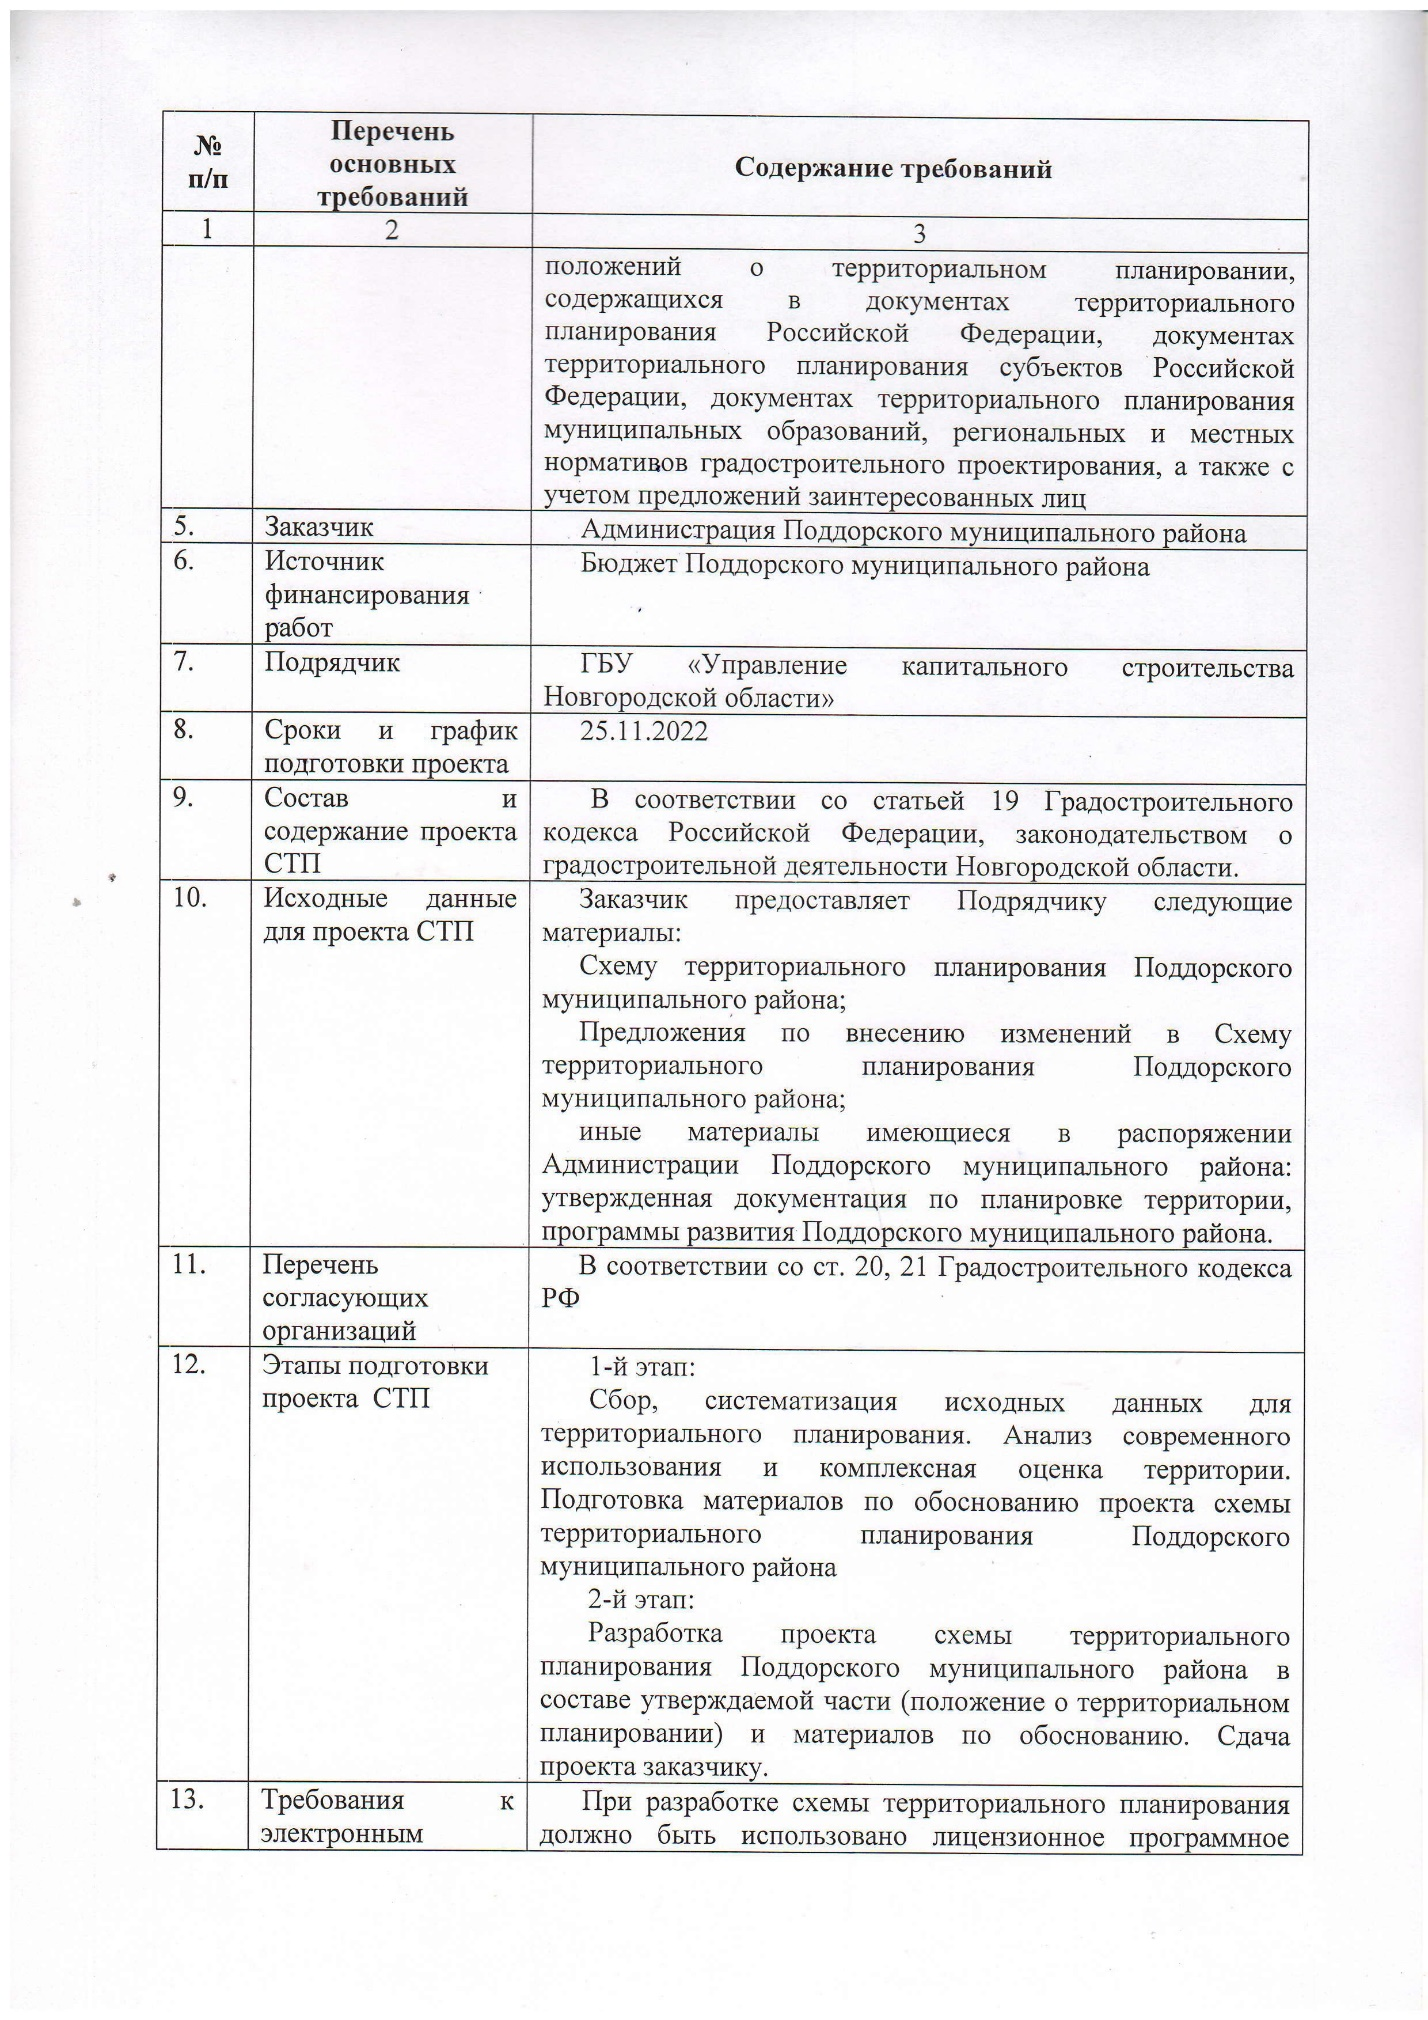 №
п/п
Перечень
основных
требований
Содержание требований
1
2
3
положений о территориальном планировании,
содержащихся в документах территориального
планирования Российской Федерации, документах
территориального планирования субъектов Российской
Федерации, документах территориального планирования
муниципальных образований, региональных и местных
нормативов градостроительного проектирования, а также с
учетом предложений заинтересованных лиц
5.
Заказчик
Администрация Поддорского муниципального района
6.
Источник
финансирования
работ
Бюджет Поддорского муниципального района
7.
Подрядчик
ГБУ «Управление капитального строительства
Новгородской области»
8.
Сроки и график
подготовки проекта
25.11.2022
9.
Состав и
содержание проекта
СТП
В соответствии со статьей 19 Градостроительного
кодекса Российской Федерации, законодательством о
градостроительной деятельности Новгородской области.
10.
Исходные данные
для проекта СТП
Заказчик предоставляет Подрядчику следующие
материалы:
Схему территориального планирования Поддорского
муниципального района;
Предложения по внесению изменений в Схему
территориального планирования Поддорского
муниципального района;
иные материалы имеющиеся в распоряжении
Администрации Поддорского муниципального района:
утвержденная документация по планировке территории,
программы развития Поддорского муниципального района.
11.
Перечень
согласующих
организаций
В соответствии со ст. 20, 21 Градостроительного кодекса
РФ
12.
Этапы подготовки
проекта СТП
1-й этап:
Сбор, систематизация исходных данных для
территориального планирования. Анализ современного
использования и комплексная оценка территории.
Подготовка материалов по обоснованию проекта схемы
территориального планирования Поддорского
муниципального района
2-й этап:
Разработка проекта схемы территориального
планирования Поддорского муниципального района в
составе утверждаемой части (положение о территориальном
планировании) и материалов по обоснованию. Сдача
проекта заказчику.
13.
Требования к
электронным
При разработке схемы территориального планирования
должно быть использовано лицензионное программное